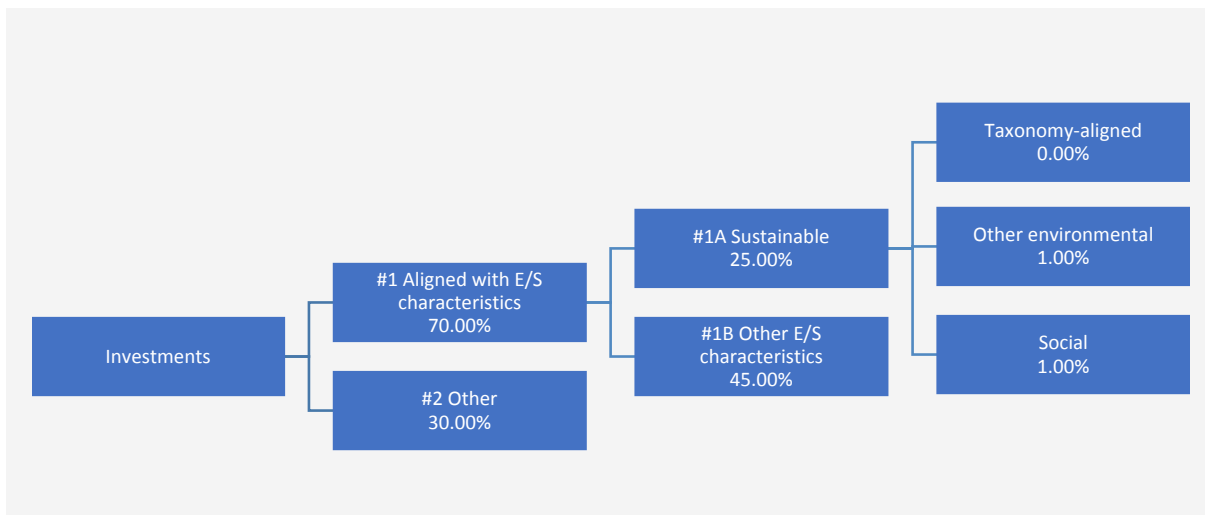 Investments
#1 Aligned with E/S
characteristics
70.00%
#2 Other
30.00%
#1A Sustainable
25.00%
#1B Other E/S
characteristics
45.00%
Taxonomy-aligned
0.00%
Other environmental
1.00%
Social
1.00%